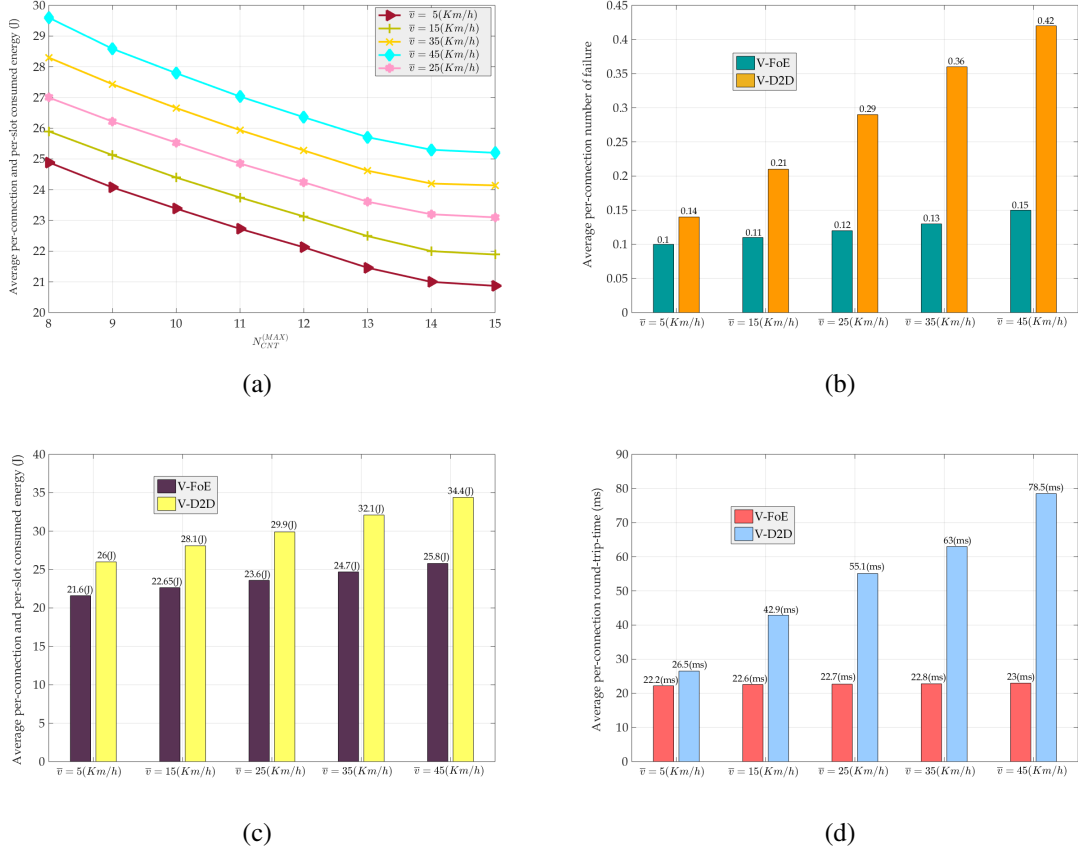 Average per-connection and per-slot consumed energy (J)
30
29
28
27
26
25
24
23
22
21
20
8
9
10
11
12
13
14
15
N_{CNT}^{(MAX)}
v̅ = 5(Km/h)
v̅ = 15(Km/h)
v̅ = 35(Km/h)
v̅ = 45(Km/h)
v̅ = 25(Km/h)
(a)
Average per-connection number of failure
0.45
0.4
0.35
0.3
0.25
0.2
0.15
0.1
0.05
0
V-FoE
V-D2D
0.1
0.14
0.11
0.21
0.12
0.29
0.13
0.36
0.15
0.42
v̅ = 5(Km/h)
v̅ = 15(Km/h)
v̅ = 25(Km/h)
v̅ = 35(Km/h)
v̅ = 45(Km/h)
(b)
Average per-connection and per-slot consumed energy (J)
40
35
30
25
20
15
10
5
0
V-FoE
V-D2D
21.6(J)
26(J)
22.65(J)
28.1(J)
23.6(J)
29.9(J)
24.7(J)
32.1(J)
25.8(J)
34.4(J)
v̅ = 5(Km/h)
v̅ = 15(Km/h)
v̅ = 25(Km/h)
v̅ = 35(Km/h)
v̅ = 45(Km/h)
(c)
Average per-connection round-trip-time (ms)
90
80
70
60
50
40
30
20
10
0
V-FoE
V-D2D
22.2(ms)
26.5(ms)
22.6(ms)
42.9(ms)
22.7(ms)
55.1(ms)
22.8(ms)
63(ms)
23(ms)
78.5(ms)
v̅ = 5(Km/h)
v̅ = 15(Km/h)
v̅ = 25(Km/h)
v̅ = 35(Km/h)
v̅ = 45(Km/h)
(d)